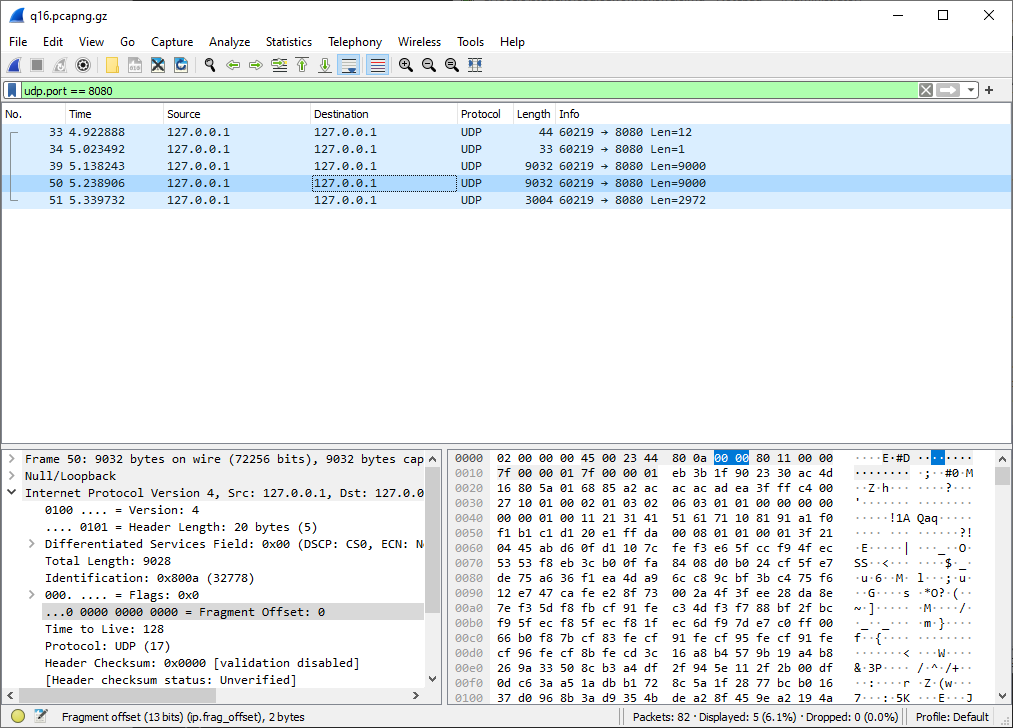 q16.pcapng.gz
File Edit View Go Capture Analyze Statistics Telephony Wireless Tools Help
udp.port == 8080
No. Time Source Destination Protocol Length Info
33 4.922888 127.0.0.1 127.0.0.1 UDP 44 60219 → 8080 Len=12
34 5.023492 127.0.0.1 127.0.0.1 UDP 33 60219 → 8080 Len=1
39 5.138243 127.0.0.1 127.0.0.1 UDP 9032 60219 → 8080 Len=9000
50 5.238906 127.0.0.1 127.0.0.1 UDP 9032 60219 → 8080 Len=9000
51 5.339732 127.0.0.1 127.0.0.1 UDP 3004 60219 → 8080 Len=2972
Frame 50: 9032 bytes on wire (72256 bits), 9032 bytes cap
Null/Loopback
Internet Protocol Version 4, Src: 127.0.0.1, Dst: 127.0.0
0100 .... = Version: 4
.... 0101 = Header Length: 20 bytes (5)
Differentiated Services Field: 0x00 (DSCP: CS0, ECN: N
Total Length: 9028
Identification: 0x800a (32778)
000. .... = Flags: 0x0
...0 0000 0000 0000 = Fragment Offset: 0
Time to Live: 128
Protocol: UDP (17)
Header Checksum: 0x0000 [validation disabled]
[Header checksum status: Unverified]
0000 02 00 00 00 45 00 23 44 80 0a 00 00 80 11 00 00 ····E·#D ········
0010 7f 00 00 01 7f 00 00 01 eb 3b 1f 90 23 30 ac 4d ········ ·;··#0·M
0020 16 80 5a 01 68 85 a2 ac ac ac ad ea 3f ff c4 00 ··Z·h··· ····?···
0030 27 10 01 00 02 01 03 02 06 03 01 01 00 00 00 00 '······· ········
0040 00 00 01 00 11 21 31 41 51 61 71 10 81 91 a1 f0 ·····!1A Qaq·····
0050 f1 b1 c1 d1 20 e1 ff da 00 08 01 01 00 01 3f 21 ···· ··· ······?!
0060 04 45 ab d6 0f d1 10 7c fe f3 e6 5f cc f9 4f ec ·E·····| ···_··O·
0070 53 53 f8 eb 3c b0 0f fa 84 08 d0 b0 24 cf 5f e7 SS··<··· ····$·_·
0080 de 75 a6 36 f1 ea 4d a9 6c c8 9c bf 3b c4 75 f6 ·u·6··M· l···;·u·
0090 12 e7 47 ca fe e2 8f 73 00 2a 4f 3f ee 28 da 8e ··G····s ·*O?·(··
00a0 7e f3 5d f8 fb cf 91 fe c3 4d f3 f7 88 bf 2f bc ~·]····· ·M····/·
00b0 f9 5f ec f8 5f ec f8 1f ec 6d f9 7d e7 c0 ff 00 ·_··_··· ·m·}····
00c0 66 b0 f8 7b cf 83 fe cf 91 fe cf 95 fe cf 91 fe f··{···· ········
00d0 cf 96 fe cf 8b fe cd 3c 16 a8 b4 57 9b 19 a4 b8 ·······< ···W····
00e0 26 9a 33 50 8c b3 a4 df 2f 94 5e 11 2f 2b 00 df &·3P···· /·^·/+··
00f0 0d c6 3a a5 1a db b1 72 8c 5a 1f 28 77 bc b0 16 ··:····r ·Z·(w···
0100 37 d0 96 8b 3a d9 35 4b de a2 8f 45 9e a2 19 4a 7···:·5K ···E···J
Fragment offset (13 bits) (ip.frag_offset), 2 bytes
Packets: 82 · Displayed: 5 (6.1%) · Dropped: 0 (0.0%)
Profile: Default